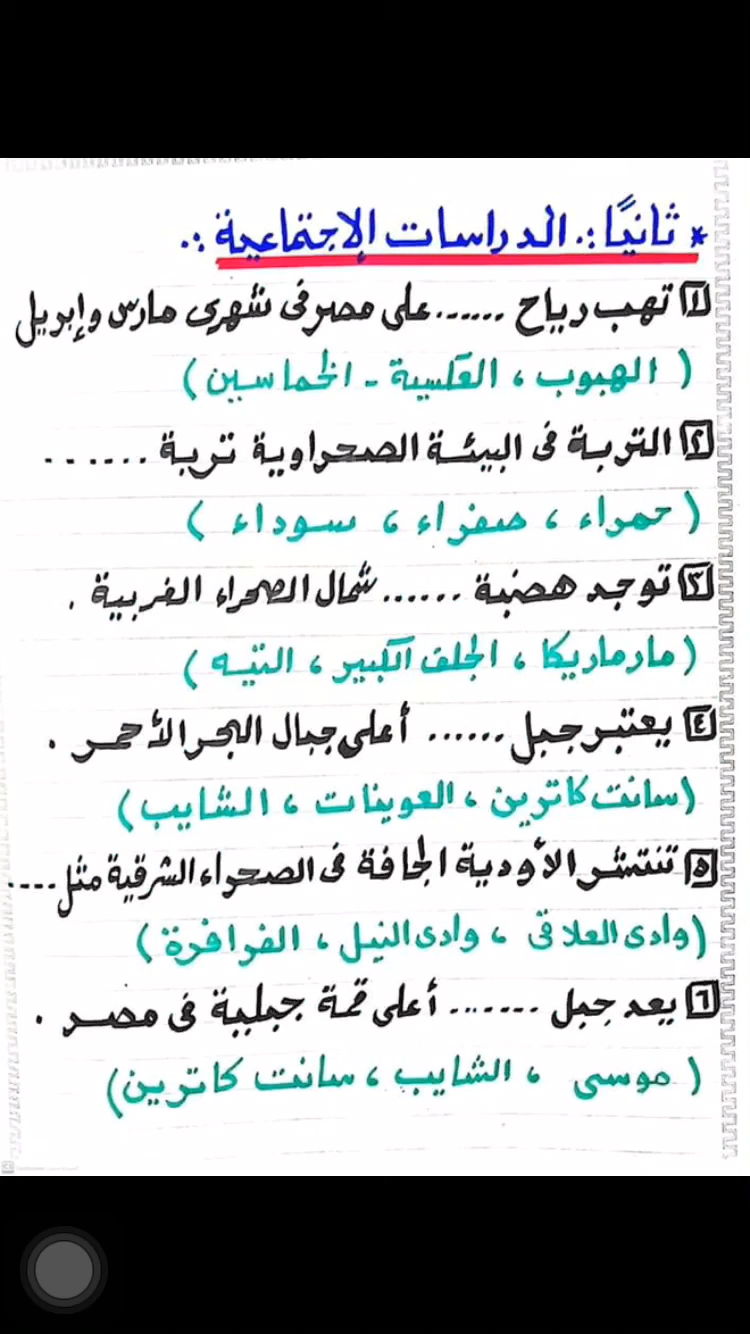 * ثانيًا :. الدراسات الإجتماعية :.
١ تهب رياح ...... على مصر فى شهرى مارس وإبريل
( الهبوب ، العكسية - الخماسين )
٢ التربة فى البيئة الصحراوية تربة ......
( حمراء ، صفراء ، سوداء )
٣ توجد هضبة ...... شمال الصحراء الغربية .
( مارماريكا ، الجلف الكبير ، التيه )
٤ يعتبر جبل ...... أعلى جبال البحر الأحمر .
( سانت كاترين ، العوينات ، الشايب )
٥ تنتشر الأودية الجافة فى الصحراء الشرقية مثل ....
( وادى العلاقى ، وادى النيل ، الفرافرة )
٦ يعد جبل ....... أعلى قمة جبلية فى مصر .
( موسى ، الشايب ، سانت كاترين )